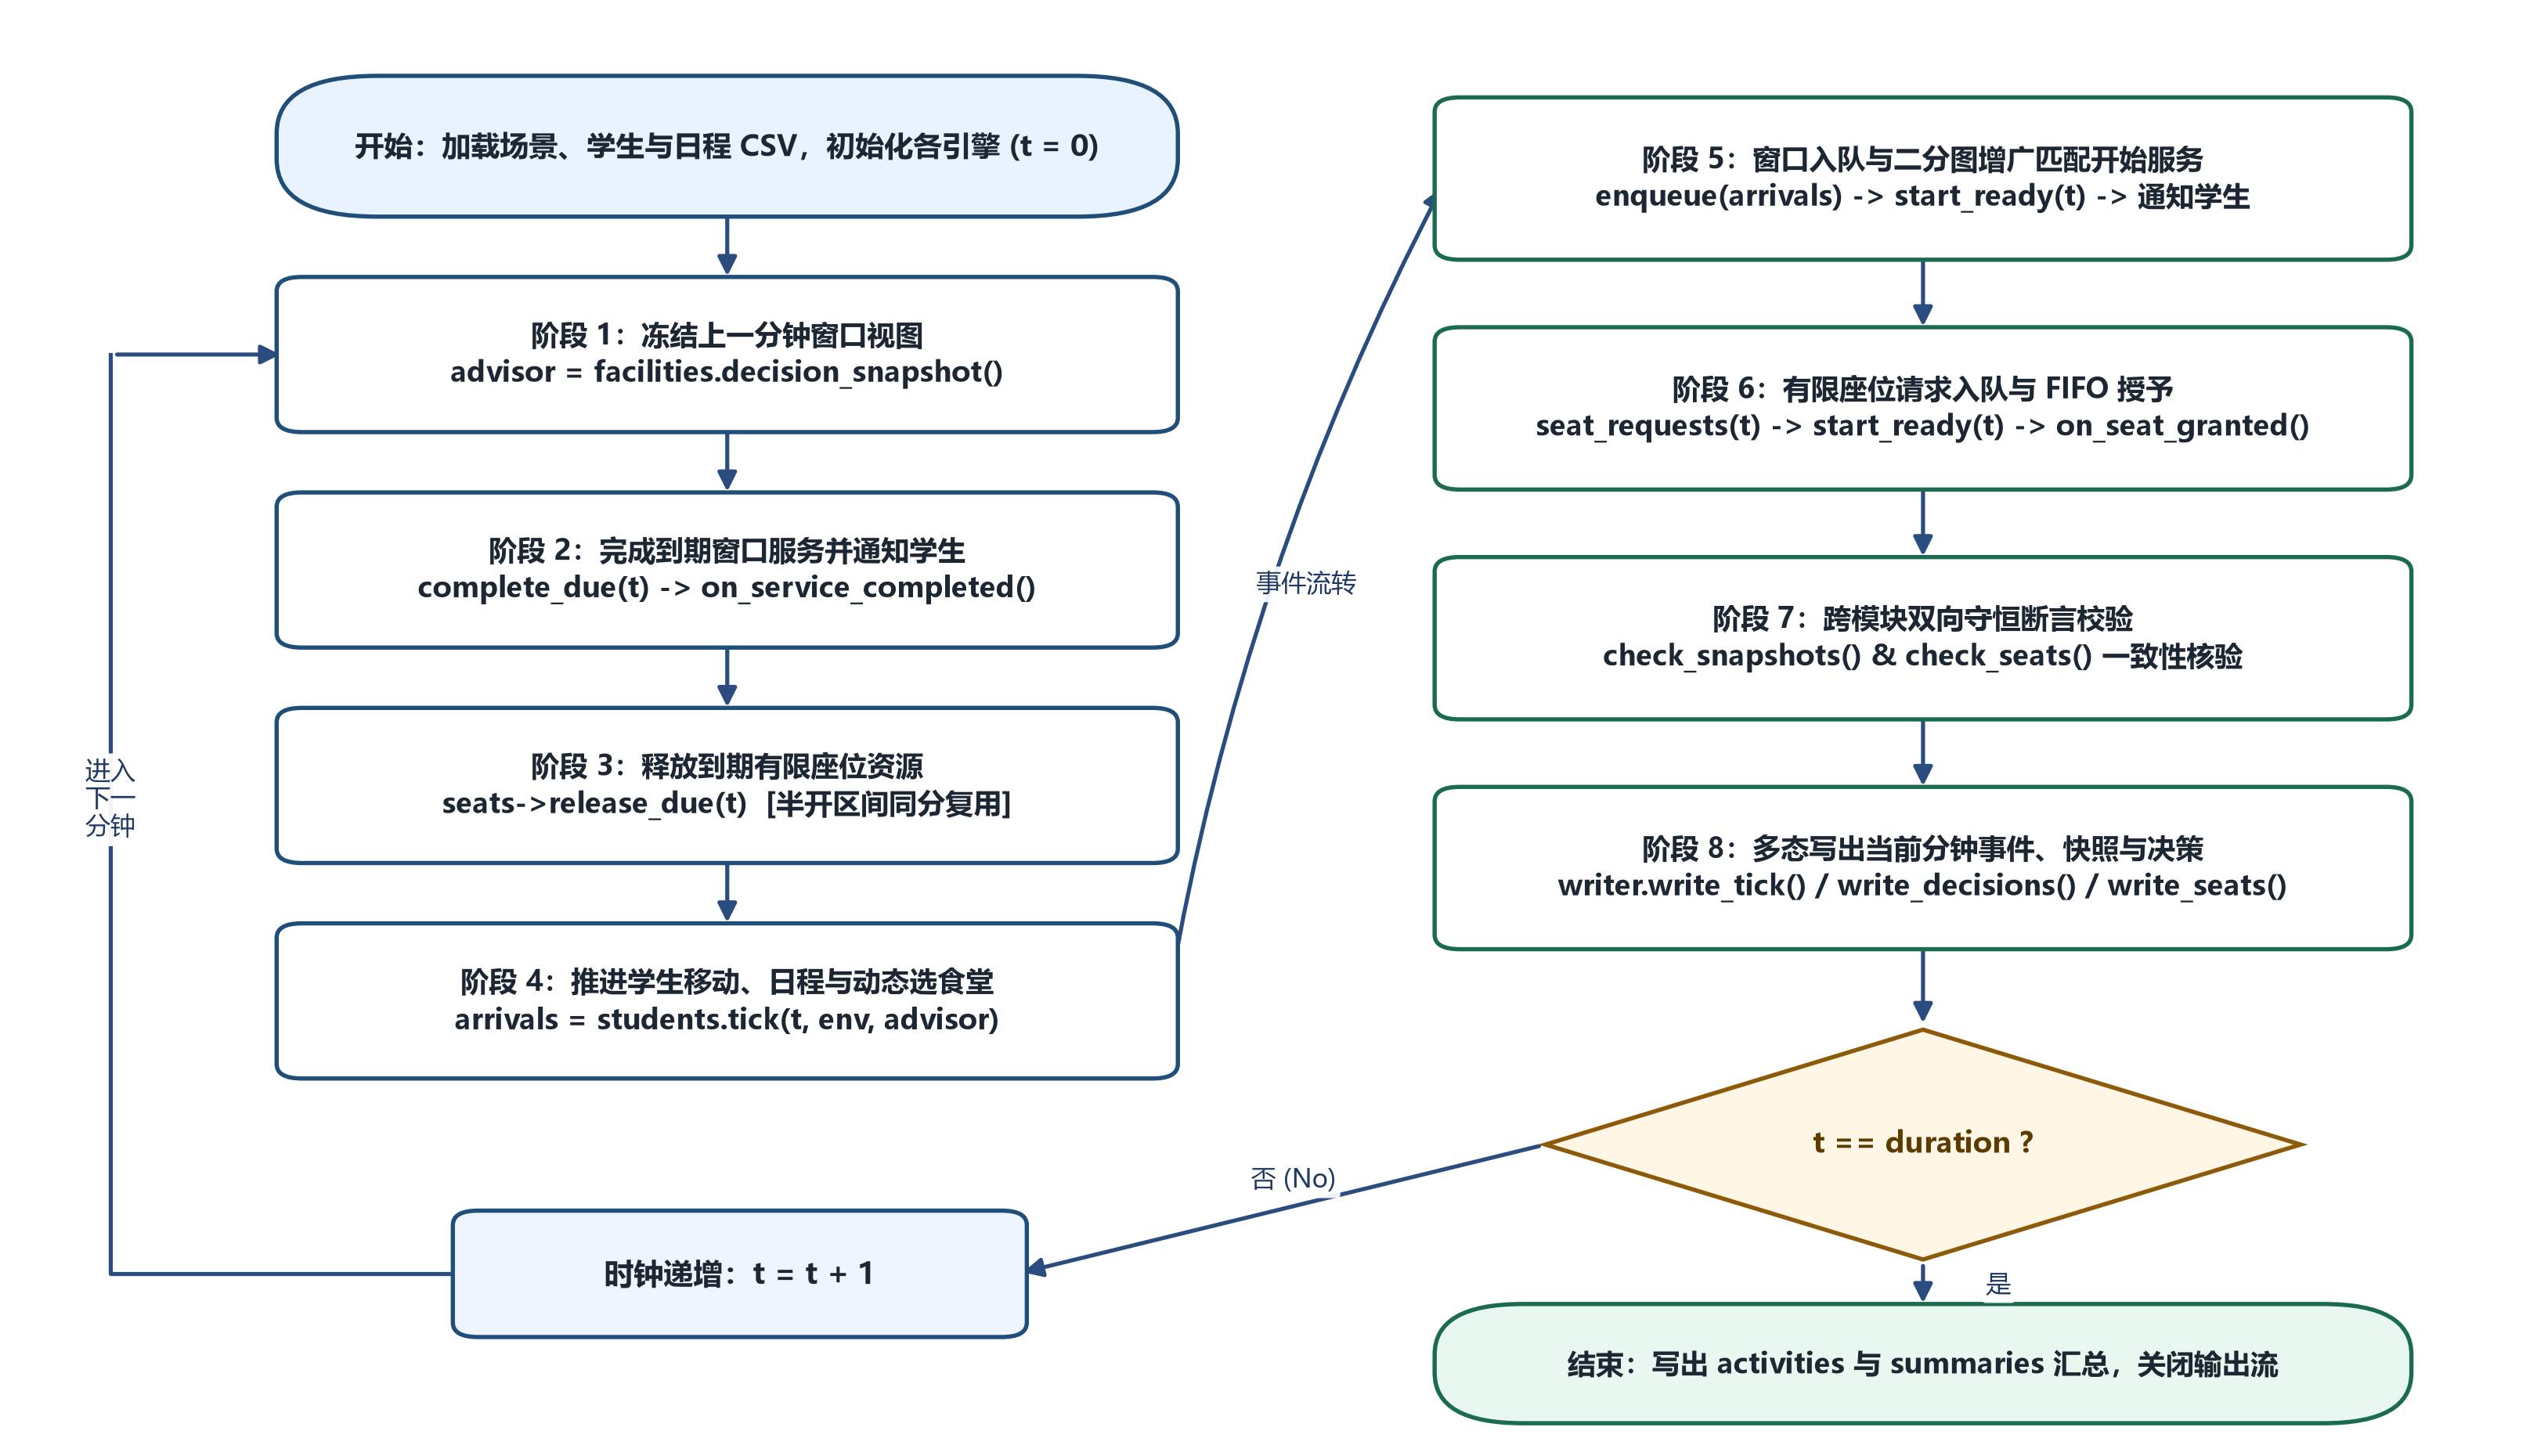 开始：加载场景、学生与日程 CSV，初始化各引擎 (t = 0)
阶段 1：冻结上一分钟窗口视图
advisor = facilities.decision_snapshot()
阶段 2：完成到期窗口服务并通知学生
complete_due(t) -> on_service_completed()
阶段 3：释放到期有限座位资源
seats->release_due(t)  [半开区间同分复用]
阶段 4：推进学生移动、日程与动态选食堂
arrivals = students.tick(t, env, advisor)
事件流转
阶段 5：窗口入队与二分图增广匹配开始服务
enqueue(arrivals) -> start_ready(t) -> 通知学生
阶段 6：有限座位请求入队与 FIFO 授予
seat_requests(t) -> start_ready(t) -> on_seat_granted()
阶段 7：跨模块双向守恒断言校验
check_snapshots() & check_seats() 一致性核验
阶段 8：多态写出当前分钟事件、快照与决策
writer.write_tick() / write_decisions() / write_seats()
t == duration ?
否 (No)
时钟递增：t = t + 1
进入
下一
分钟
是
结束：写出 activities 与 summaries 汇总，关闭输出流